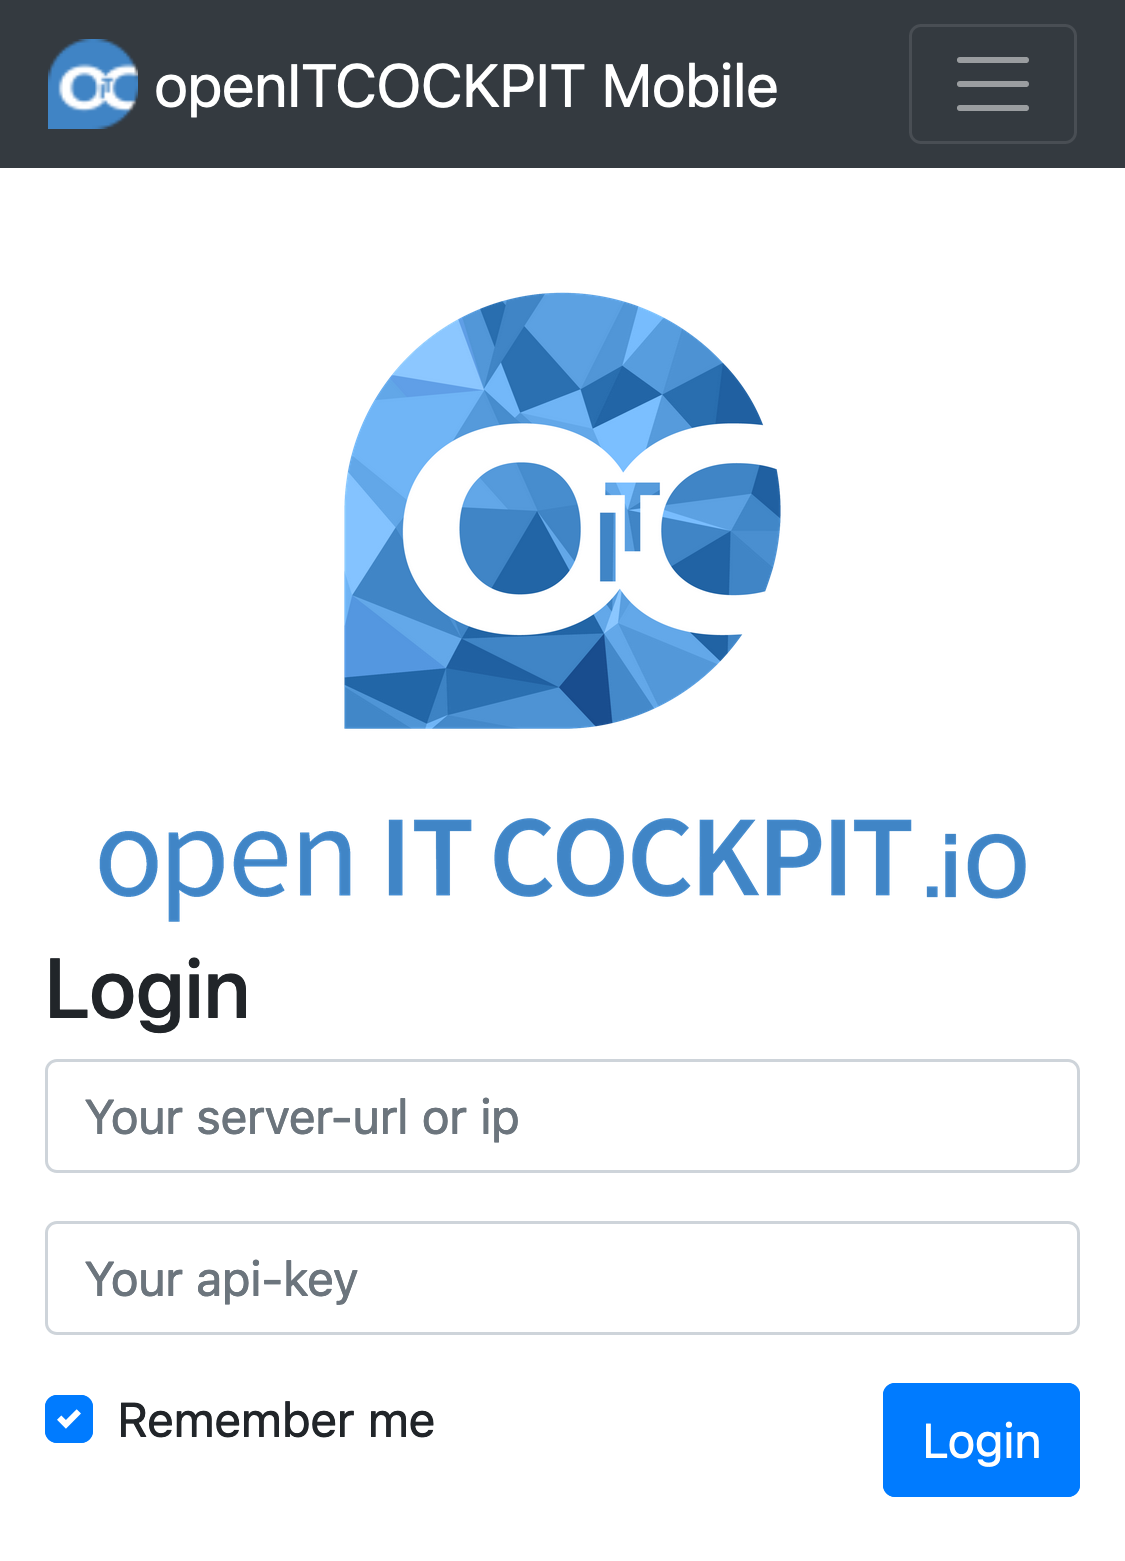 OiTC openITCOCKPIT Mobile
OiTC
open IT COCKPIT.io
Login
Your server-url or ip
Your api-key
Remember me
Login